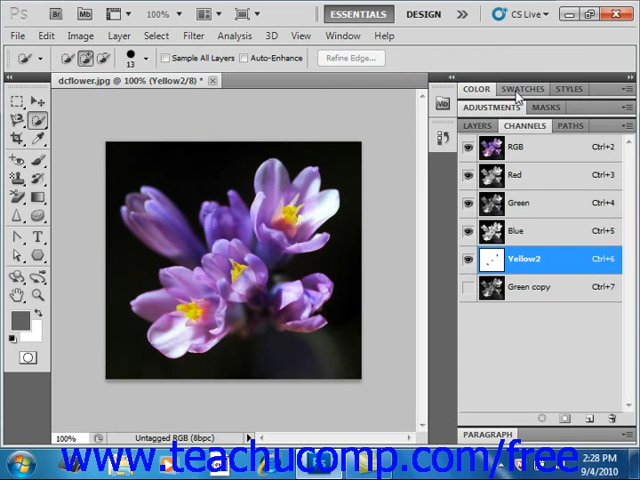 Ps Br Mb 100% ESSENTIALS DESIGN CS Live
File Edit Image Layer Select Filter Analysis 3D View Window Help
13 Sample All Layers Auto-Enhance Refine Edge...
dcflower.jpg @ 100% (Yellow2/8) *
COLOR SWATCHES STYLES
Mb ADJUSTMENTS MASKS
LAYERS CHANNELS PATHS
RGB Ctrl+2
Red Ctrl+3
Green Ctrl+4
Blue Ctrl+5
Yellow2 Ctrl+6
Green copy Ctrl+7
T
PARAGRAPH
100% Untagged RGB (8bpc)
www.teachucomp.com/free
2:28 PM
9/4/2010